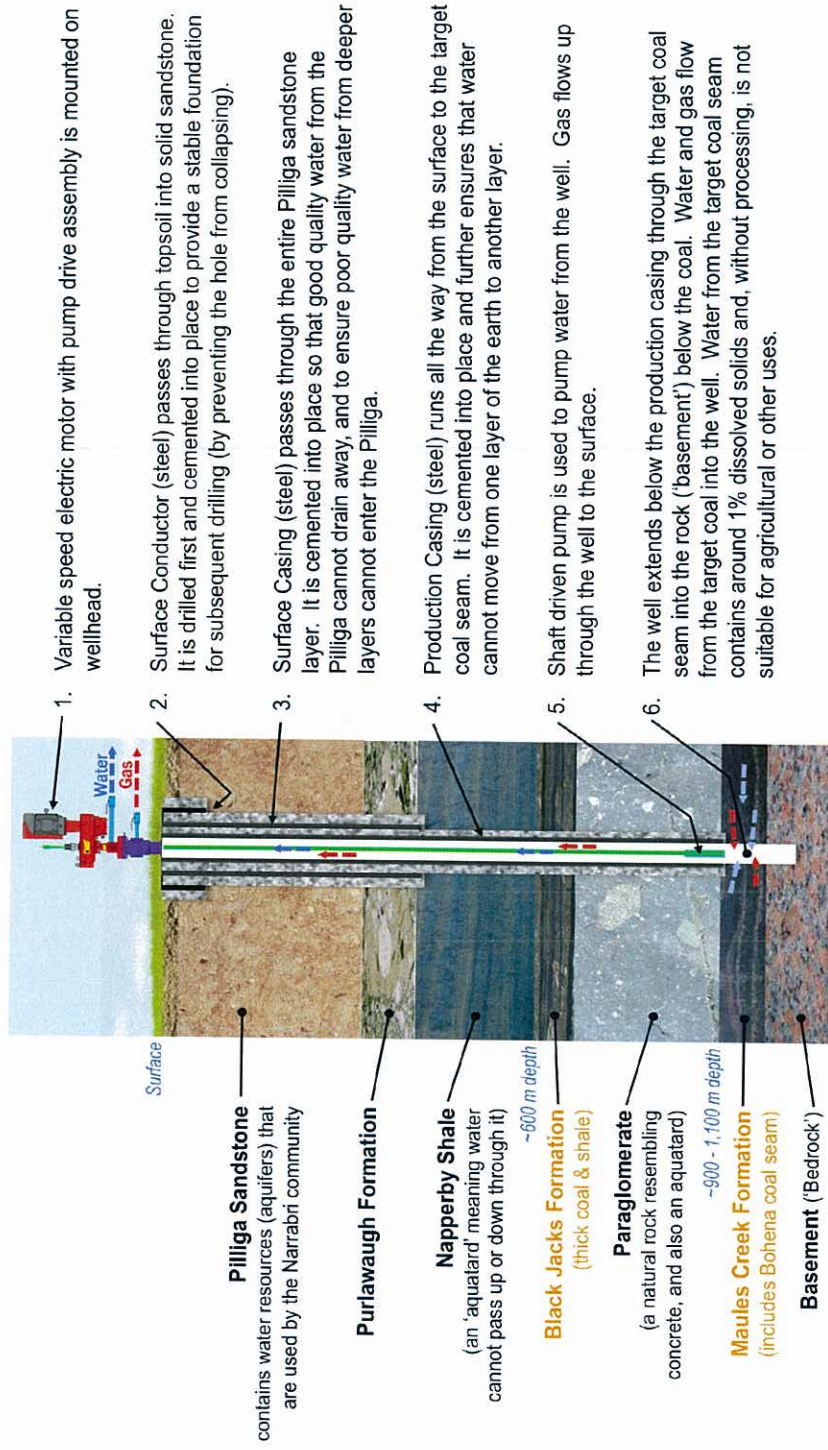 Water
Gas
Surface
Pilliga Sandstone
contains water resources (aquifers) that
are used by the Narrabri community
Purlawaugh Formation
Napperby Shale
(an 'aquatard' meaning water
cannot pass up or down through it)
~600 m depth
Black Jacks Formation
(thick coal & shale)
Paraglomerate
(a natural rock resembling
concrete, and also an aquatard)
~900 - 1,100 m depth
Maules Creek Formation
(includes Bohena coal seam)
Basement ('Bedrock')
1. Variable speed electric motor with pump drive assembly is mounted on
wellhead.
2. Surface Conductor (steel) passes through topsoil into solid sandstone.
It is drilled first and cemented into place to provide a stable foundation
for subsequent drilling (by preventing the hole from collapsing).
3. Surface Casing (steel) passes through the entire Pilliga sandstone
layer. It is cemented into place so that good quality water from the
Pilliga cannot drain away, and to ensure poor quality water from deeper
layers cannot enter the Pilliga.
4. Production Casing (steel) runs all the way from the surface to the target
coal seam. It is cemented into place and further ensures that water
cannot move from one layer of the earth to another layer.
5. Shaft driven pump is used to pump water from the well. Gas flows up
through the well to the surface.
6. The well extends below the production casing through the target coal
seam into the rock ('basement') below the coal. Water and gas flow
from the target coal into the well. Water from the target coal seam
contains around 1% dissolved solids and, without processing, is not
suitable for agricultural or other uses.